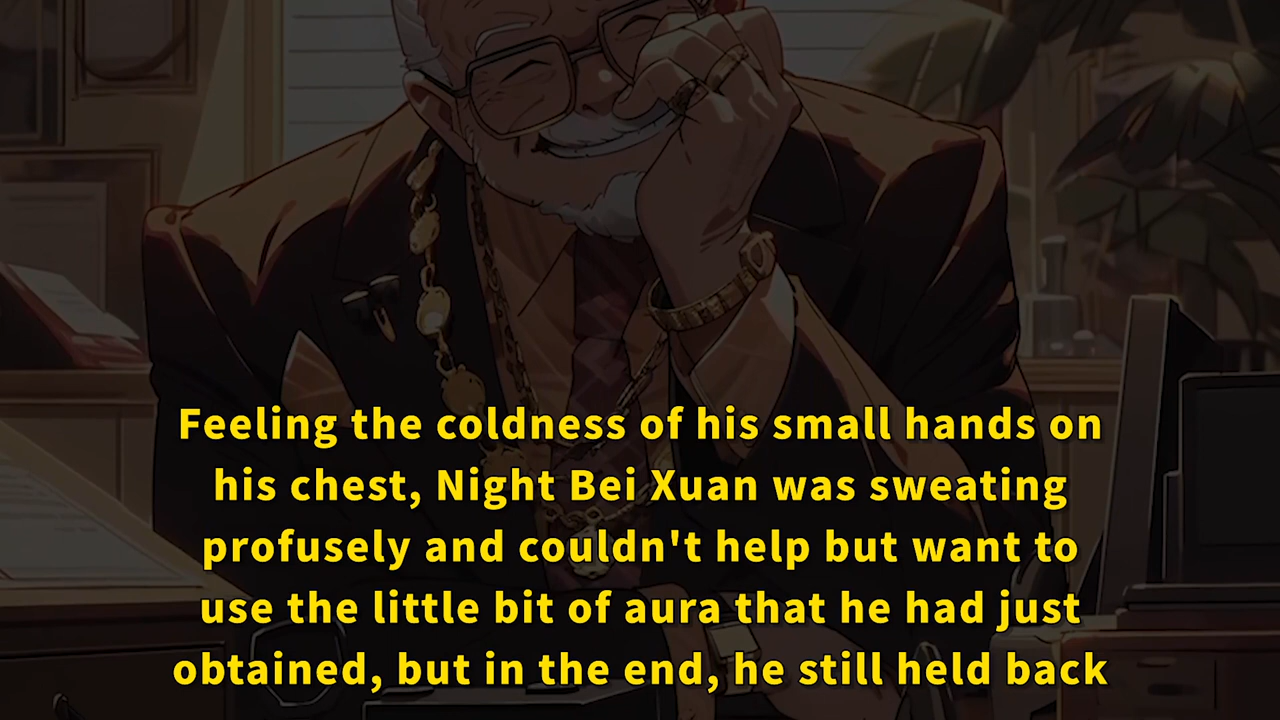 Feeling the coldness of his small hands on
his chest, Night Bei Xuan was sweating
profusely and couldn't help but want to
use the little bit of aura that he had just
obtained, but in the end, he still held back